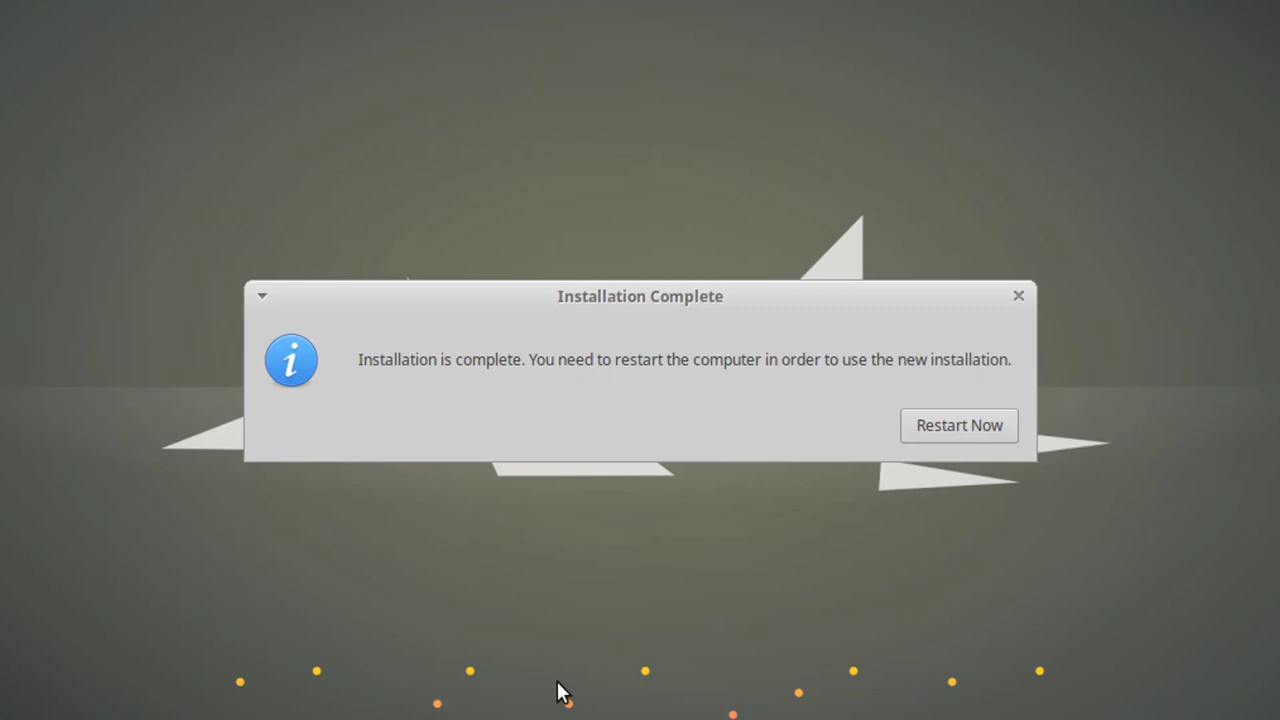 Installation Complete
Installation is complete. You need to restart the computer in order to use the new installation.
Restart Now